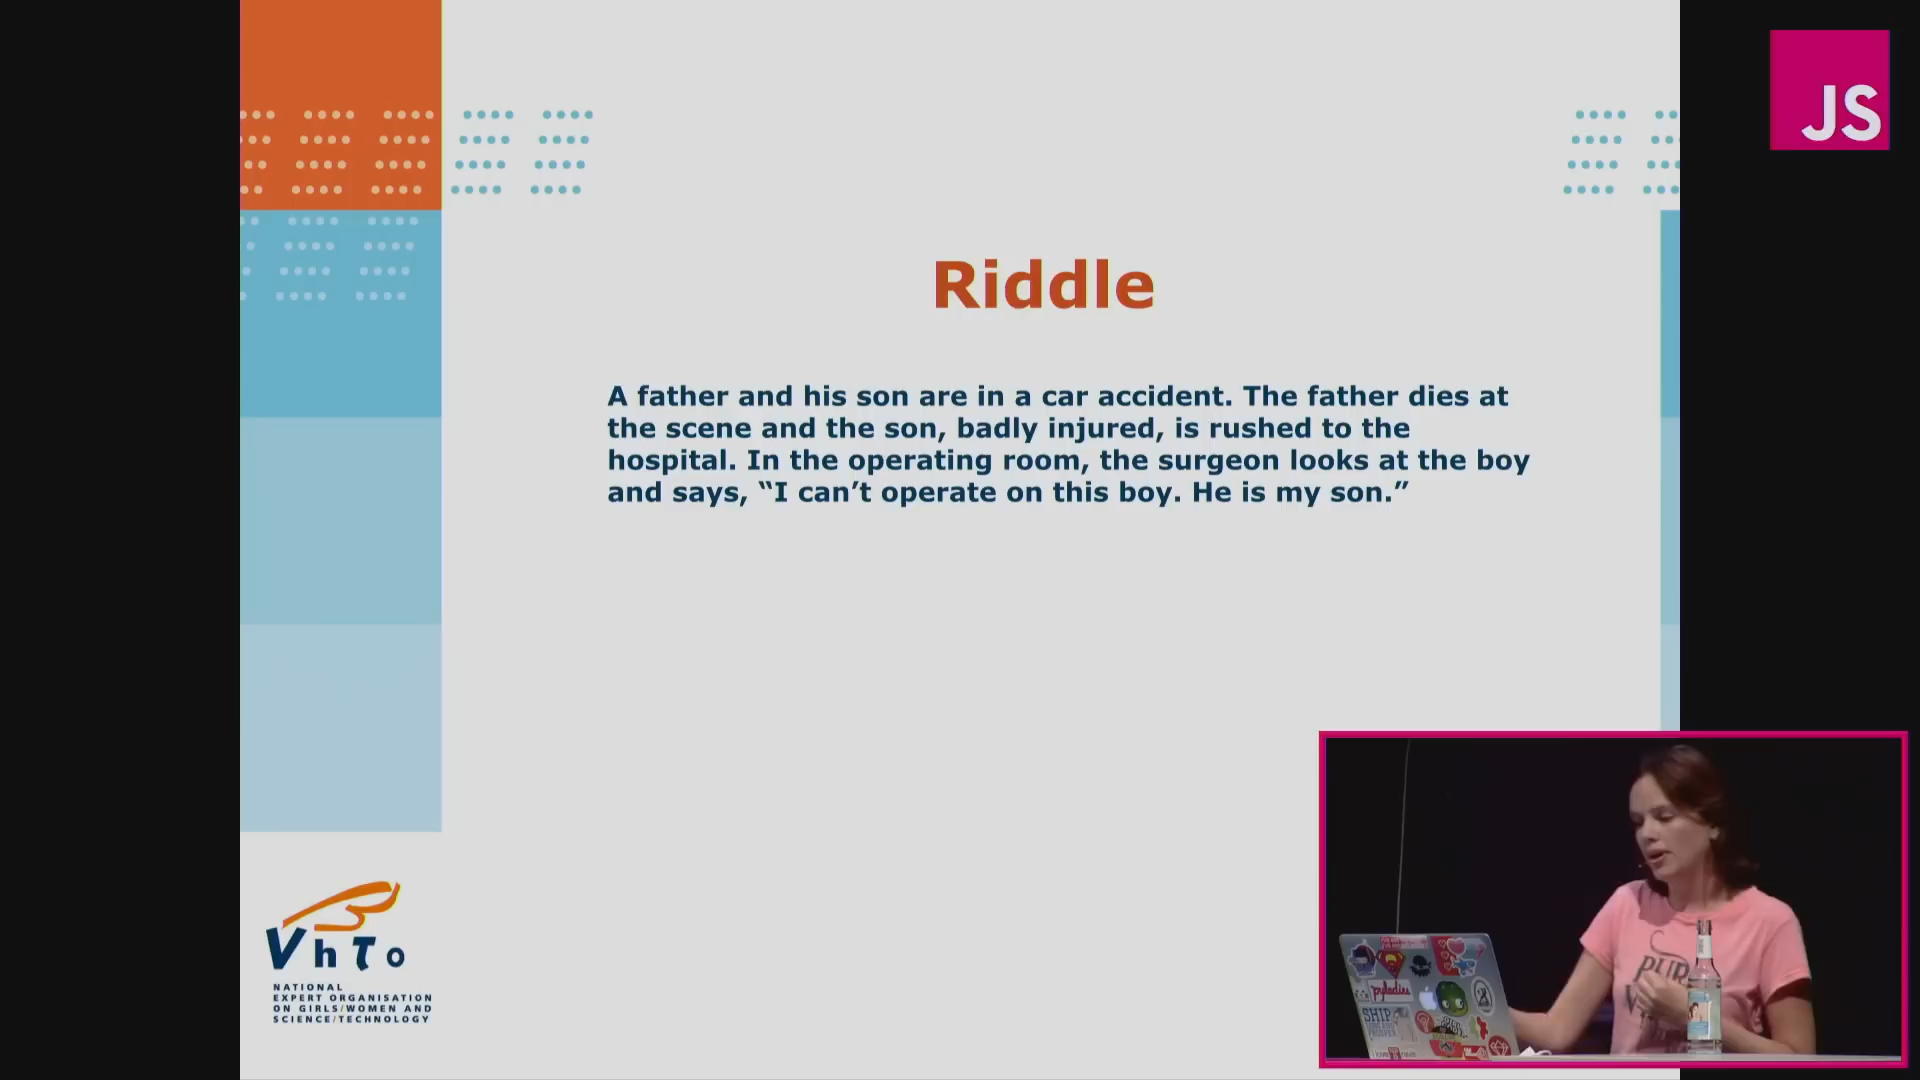 JS
Riddle
A father and his son are in a car accident. The father dies at
the scene and the son, badly injured, is rushed to the
hospital. In the operating room, the surgeon looks at the boy
and says, “I can’t operate on this boy. He is my son.”
VhTo
NATIONAL
EXPERT ORGANISATION
ON GIRLS/WOMEN AND
SCIENCE/TECHNOLOGY
pyladies
SHIP